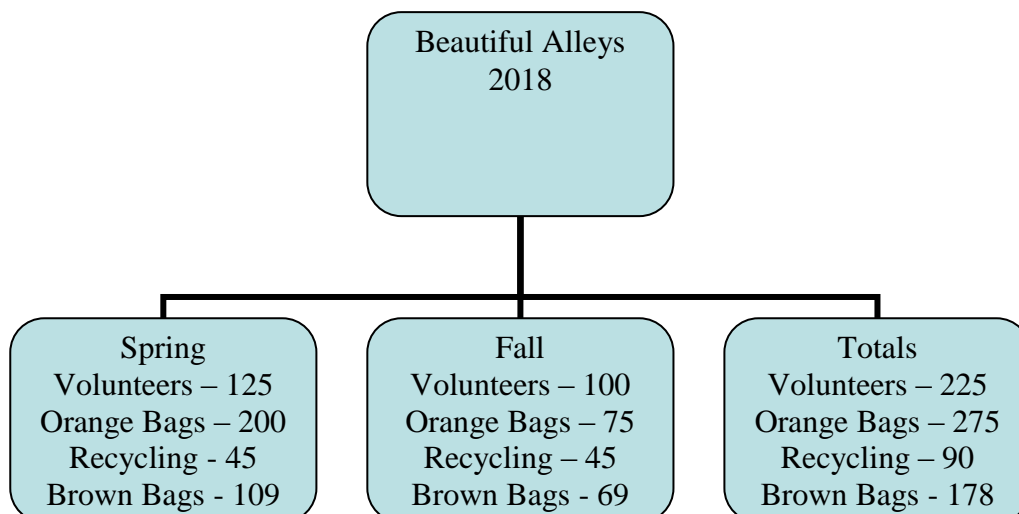 Beautiful Alleys
2018
Spring
Volunteers – 125
Orange Bags – 200
Recycling - 45
Brown Bags - 109
Fall
Volunteers – 100
Orange Bags – 75
Recycling – 45
Brown Bags - 69
Totals
Volunteers – 225
Orange Bags – 275
Recycling – 90
Brown Bags - 178